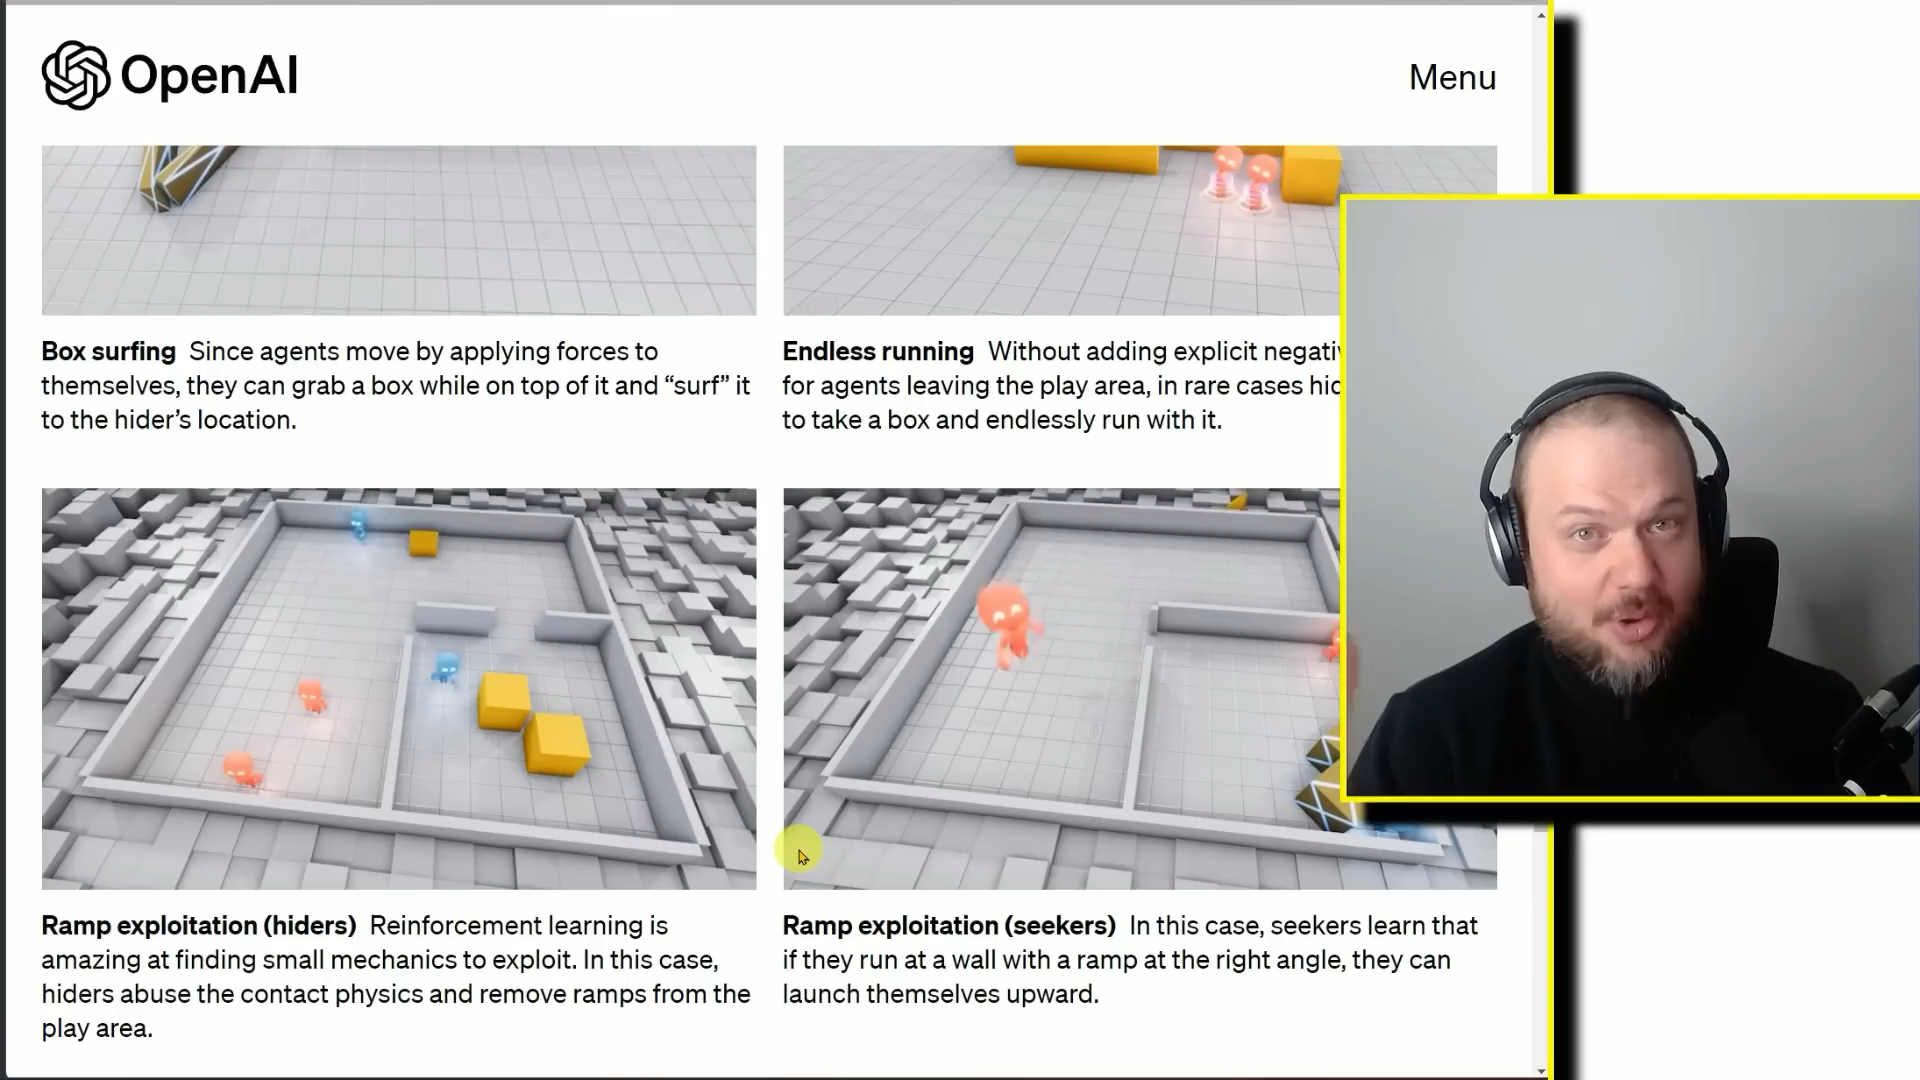 OpenAI
Menu
Box surfing Since agents move by applying forces to
themselves, they can grab a box while on top of it and “surf” it
to the hider’s location.
Endless running Without adding explicit
for agents leaving the play area, in rare cases
to take a box and endlessly run with it.
Ramp exploitation (hiders) Reinforcement learning is
amazing at finding small mechanics to exploit. In this case,
hiders abuse the contact physics and remove ramps from the
play area.
Ramp exploitation (seekers) In this case, seekers learn that
if they run at a wall with a ramp at the right angle, they can
launch themselves upward.